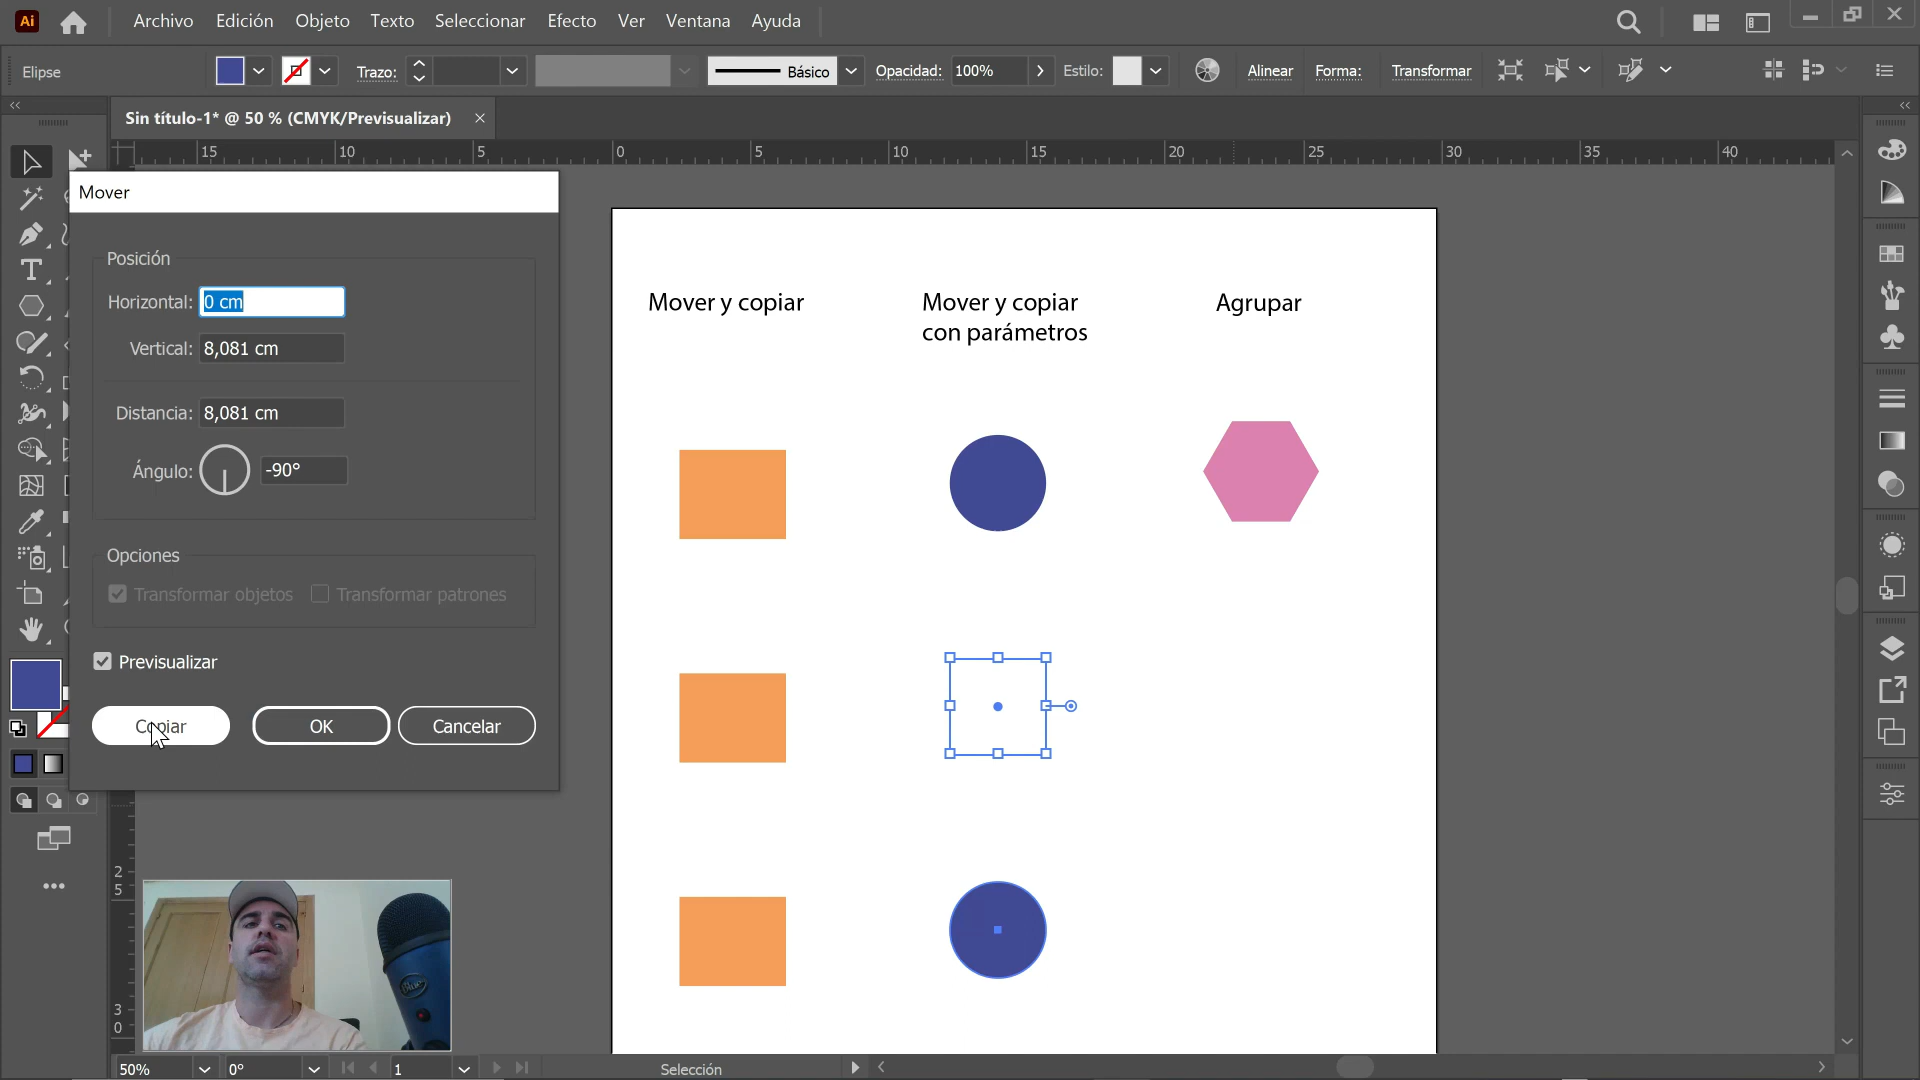 Ai
Archivo Edición Objeto Texto Seleccionar Efecto Ver Ventana Ayuda
Elipse
Trazo:
Básico
Opacidad: 100%
Estilo:
Alinear
Forma:
Transformar
Sin título-1* @ 50 % (CMYK/Previsualizar)
15 10 5 0 5 10 15 20 25 30 35 40
Mover
Posición
Horizontal: 0 cm
Vertical: 8,081 cm
Distancia: 8,081 cm
Ángulo: -90°
Opciones
Transformar objetos
Transformar patrones
Previsualizar
Copiar
OK
Cancelar
Mover y copiar
Mover y copiar
con parámetros
Agrupar
2
5
3
0
Blue
50% 0° 1 Selección